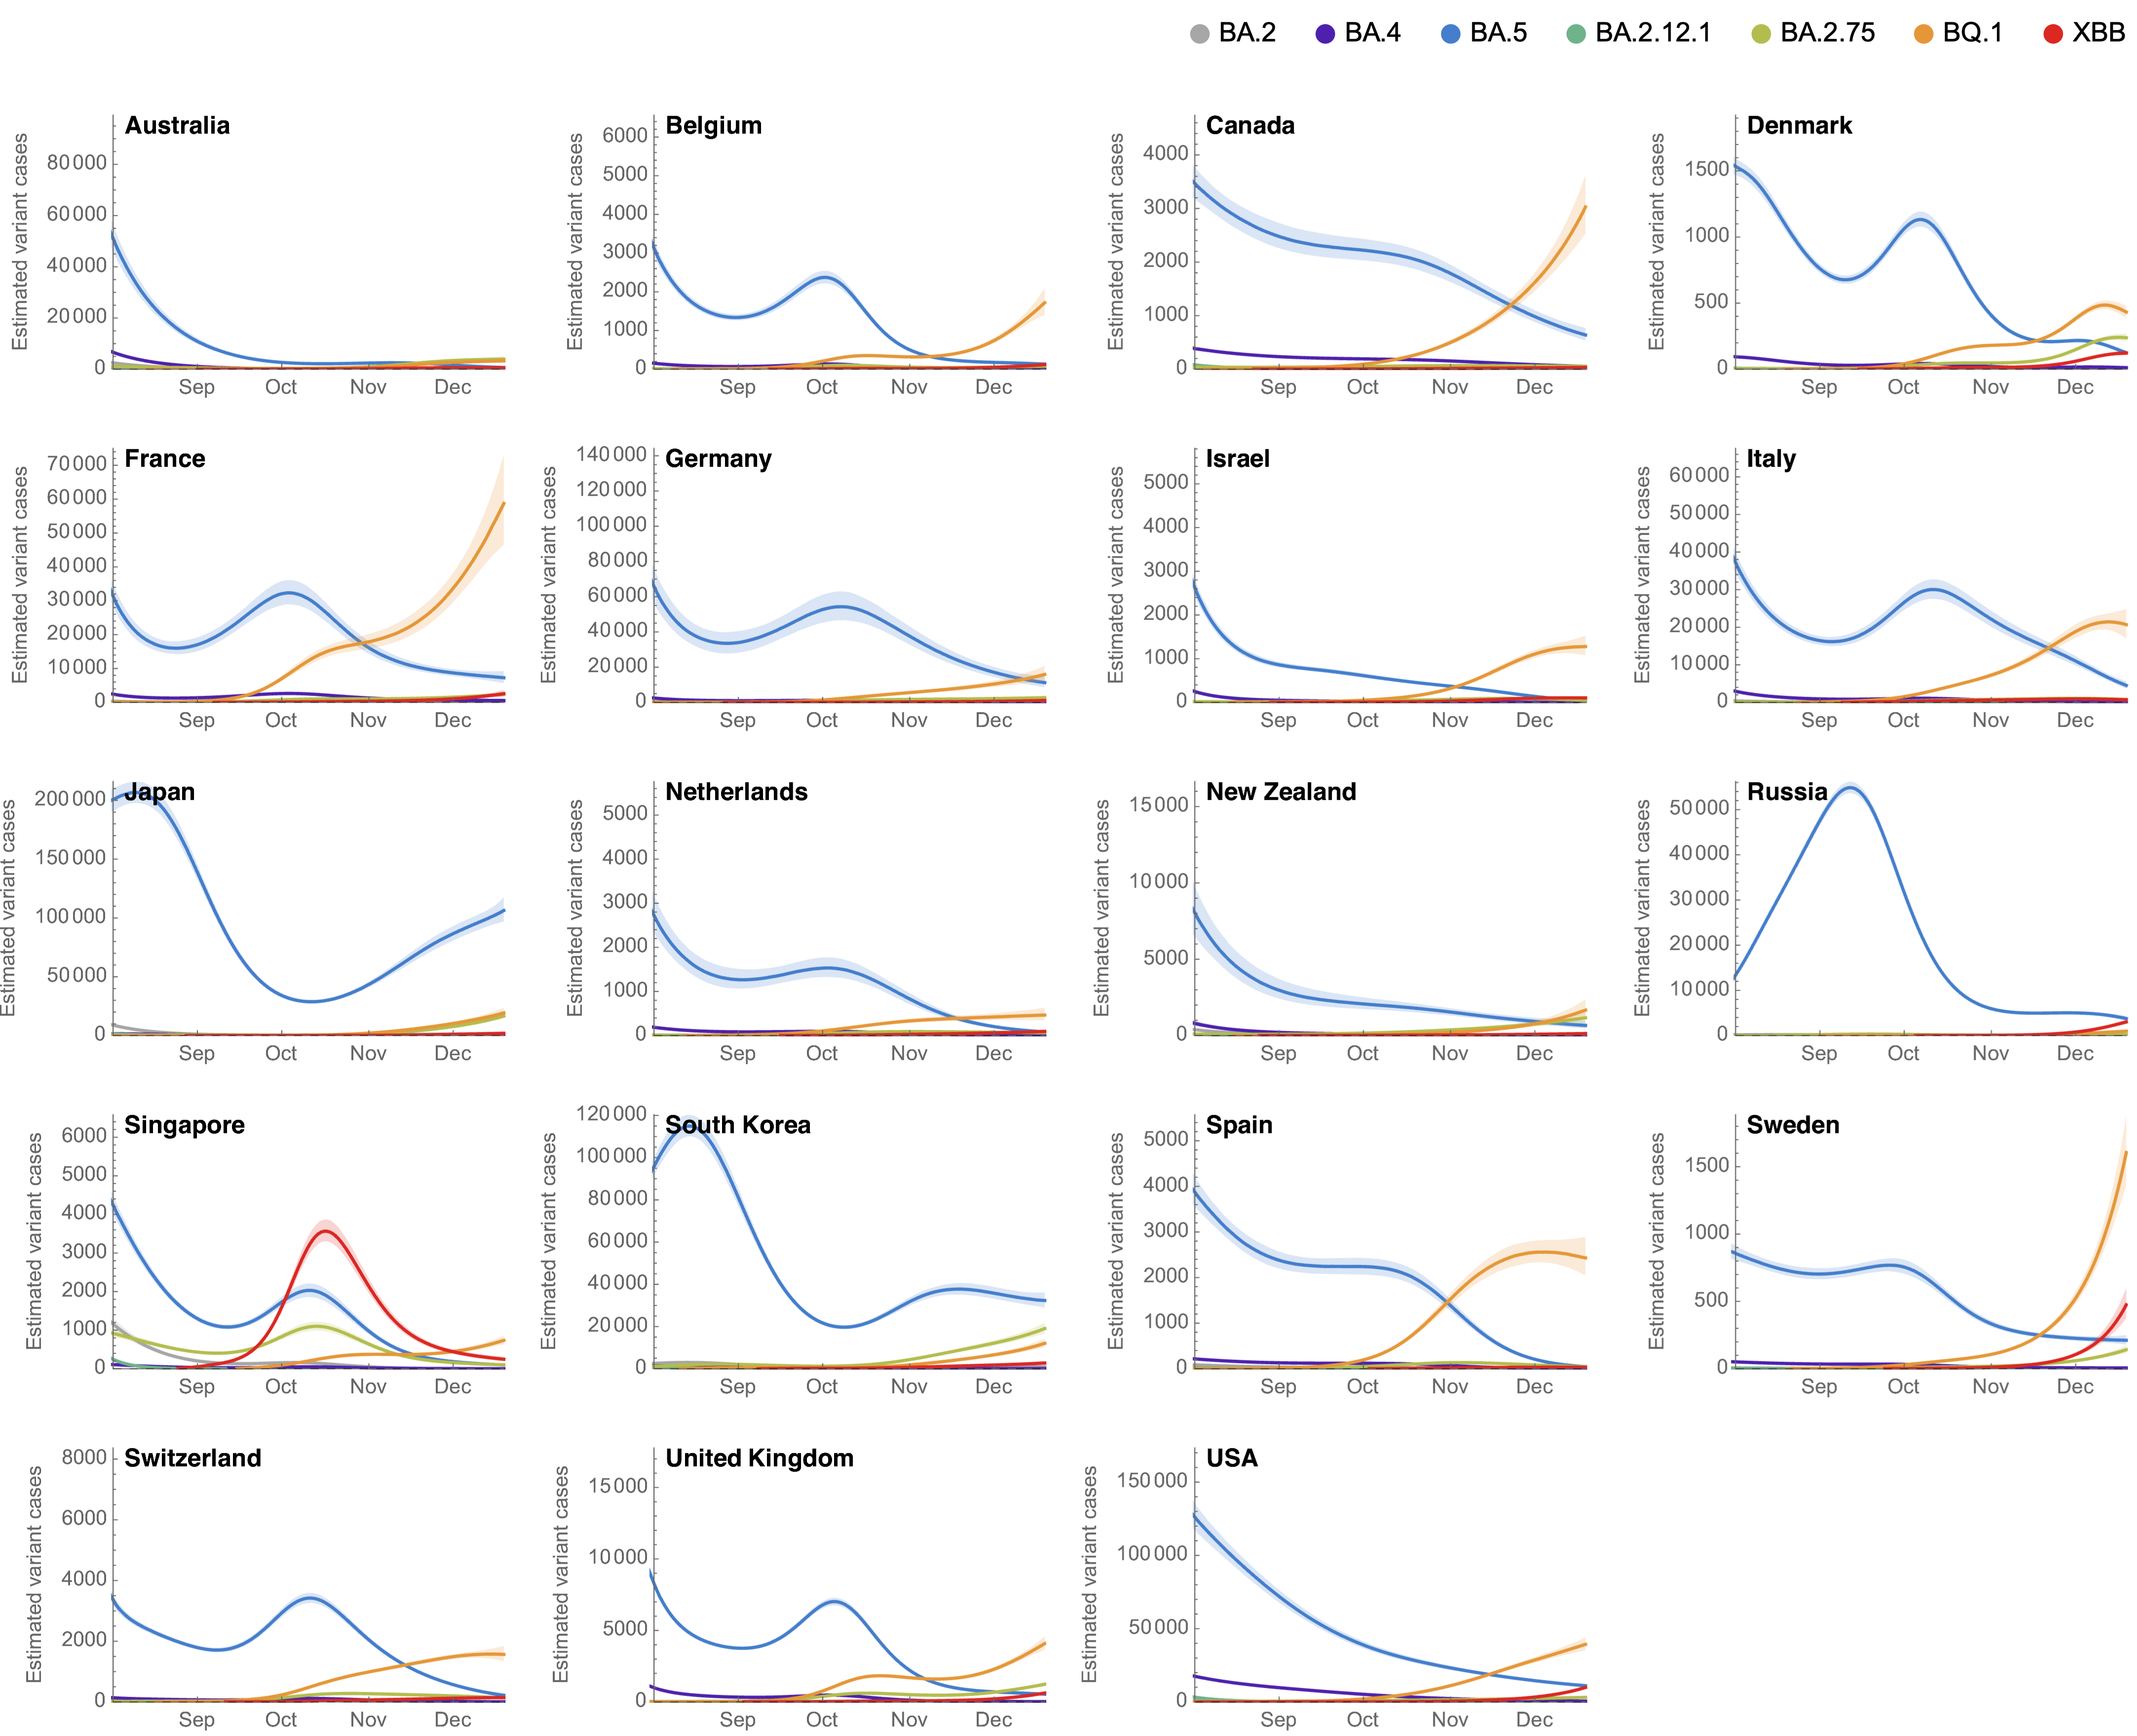 BA.2 BA.4 BA.5 BA.2.12.1 BA.2.75 BQ.1 XBB
Australia
Estimated variant cases
80 000
60 000
40 000
20 000
0
Sep Oct Nov Dec
Belgium
Estimated variant cases
6000
5000
4000
3000
2000
1000
0
Sep Oct Nov Dec
Canada
Estimated variant cases
4000
3000
2000
1000
0
Sep Oct Nov Dec
Denmark
Estimated variant cases
1500
1000
500
0
Sep Oct Nov Dec
France
Estimated variant cases
70 000
60 000
50 000
40 000
30 000
20 000
10 000
0
Sep Oct Nov Dec
Germany
Estimated variant cases
140 000
120 000
100 000
80 000
60 000
40 000
20 000
0
Sep Oct Nov Dec
Israel
Estimated variant cases
5000
4000
3000
2000
1000
0
Sep Oct Nov Dec
Italy
Estimated variant cases
60 000
50 000
40 000
30 000
20 000
10 000
0
Sep Oct Nov Dec
Japan
Estimated variant cases
200 000
150 000
100 000
50 000
0
Sep Oct Nov Dec
Netherlands
Estimated variant cases
5000
4000
3000
2000
1000
0
Sep Oct Nov Dec
New Zealand
Estimated variant cases
15 000
10 000
5000
0
Sep Oct Nov Dec
Russia
Estimated variant cases
50 000
40 000
30 000
20 000
10 000
0
Sep Oct Nov Dec
Singapore
Estimated variant cases
6000
5000
4000
3000
2000
1000
0
Sep Oct Nov Dec
South Korea
Estimated variant cases
120 000
100 000
80 000
60 000
40 000
20 000
0
Sep Oct Nov Dec
Spain
Estimated variant cases
5000
4000
3000
2000
1000
0
Sep Oct Nov Dec
Sweden
Estimated variant cases
1500
1000
500
0
Sep Oct Nov Dec
Switzerland
Estimated variant cases
8000
6000
4000
2000
0
Sep Oct Nov Dec
United Kingdom
Estimated variant cases
15 000
10 000
5000
0
Sep Oct Nov Dec
USA
Estimated variant cases
150 000
100 000
50 000
0
Sep Oct Nov Dec